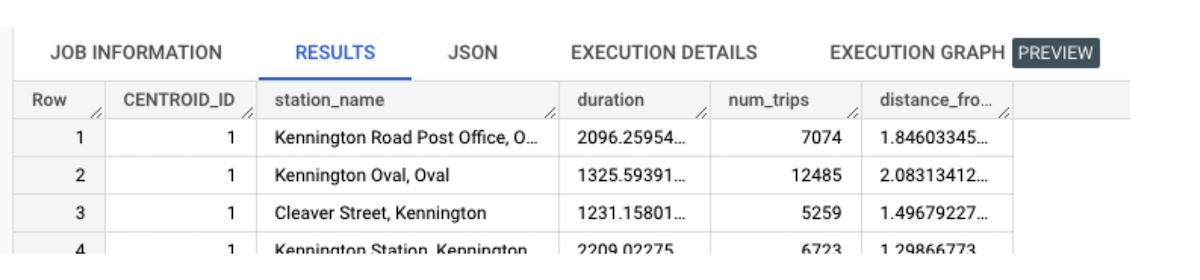 JOB INFORMATION RESULTS JSON EXECUTION DETAILS EXECUTION GRAPH PREVIEW
Row CENTROID_ID station_name duration num_trips distance_fro...
1 1 Kennington Road Post Office, O... 2096.25954... 7074 1.84603345...
2 1 Kennington Oval, Oval 1325.59391... 12485 2.08313412...
3 1 Cleaver Street, Kennington 1231.15801... 5259 1.49679227...
4 1 Kennington Station, Kennington 2209.02275 6723 1.29866773